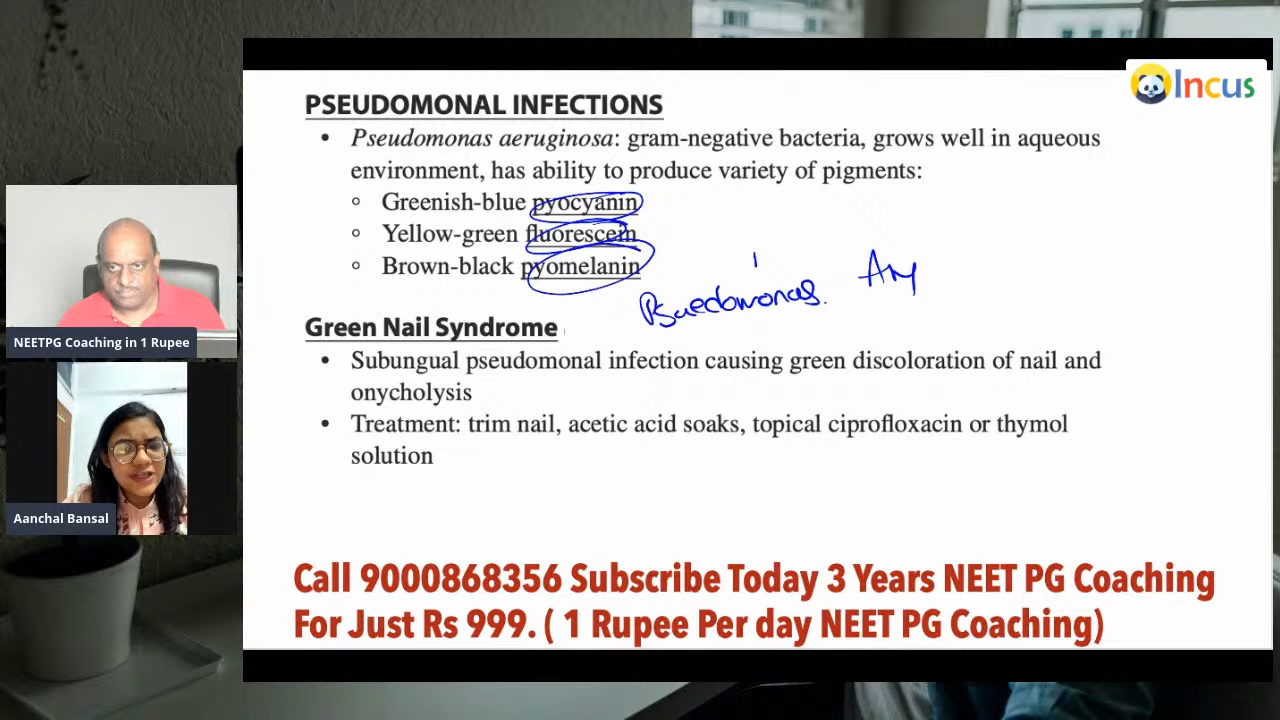 Incus
PSEUDOMONAL INFECTIONS
• Pseudomonas aeruginosa: gram-negative bacteria, grows well in aqueous
environment, has ability to produce variety of pigments:
° Greenish-blue pyocyanin
° Yellow-green fluorescein
° Brown-black pyomelanin
Psuedomonas.
Green Nail Syndrome
• Subungual pseudomonal infection causing green discoloration of nail and
onycholysis
• Treatment: trim nail, acetic acid soaks, topical ciprofloxacin or thymol
solution
NEETPG Coaching in 1 Rupee
Aanchal Bansal
Call 9000868356 Subscribe Today 3 Years NEET PG Coaching
For Just Rs 999. ( 1 Rupee Per day NEET PG Coaching)